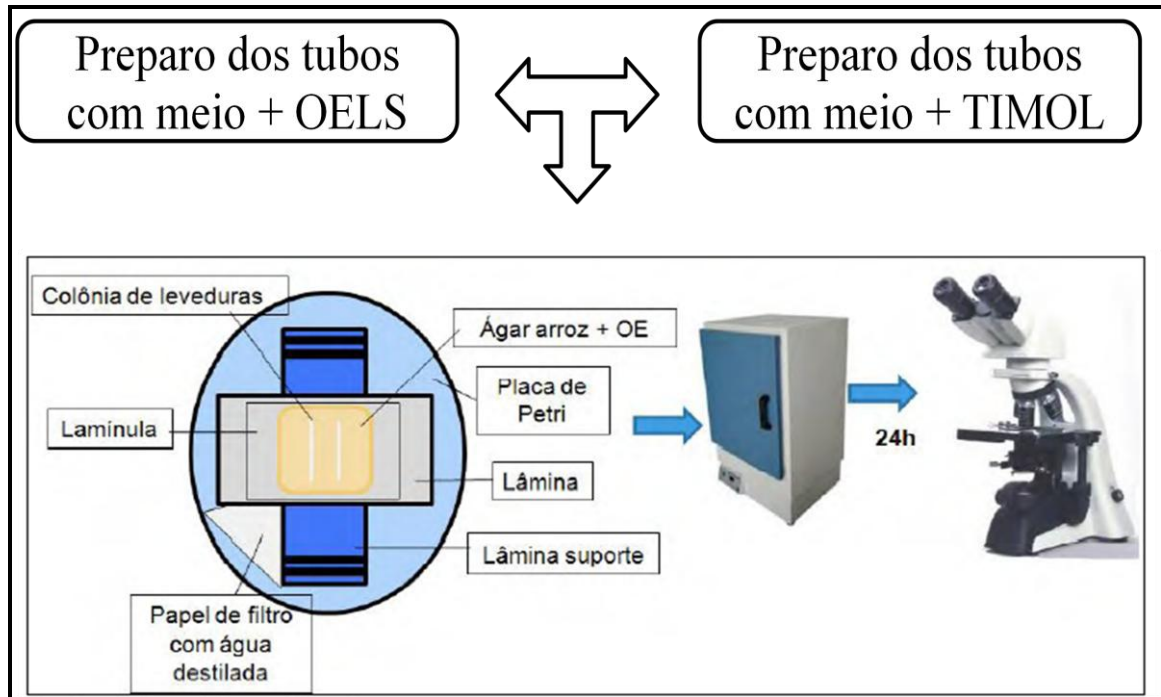 Preparo dos tubos
com meio + OELS
Preparo dos tubos
com meio + TIMOL
Colônia de leveduras
Ágar arroz + OE
Placa de
Petri
Lamínula
Lâmina
Lâmina suporte
Papel de filtro
com água
destilada
24h